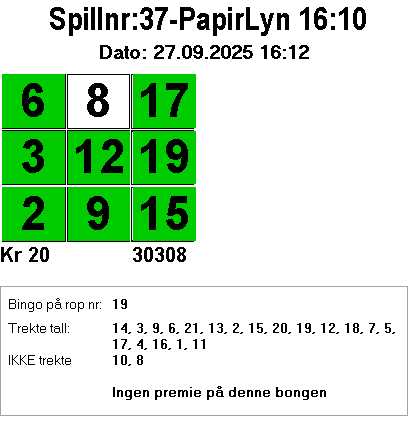 Spillnr:37-PapirLyn 16:10
Dato: 27.09.2025 16:12
6 8 17
3 12 19
2 9 15
Kr 20 30308
Bingo på rop nr: 19
Trekte tall: 14, 3, 9, 6, 21, 13, 2, 15, 20, 19, 12, 18, 7, 5,
17, 4, 16, 1, 11
IKKE trekte 10, 8
Ingen premie på denne bongen